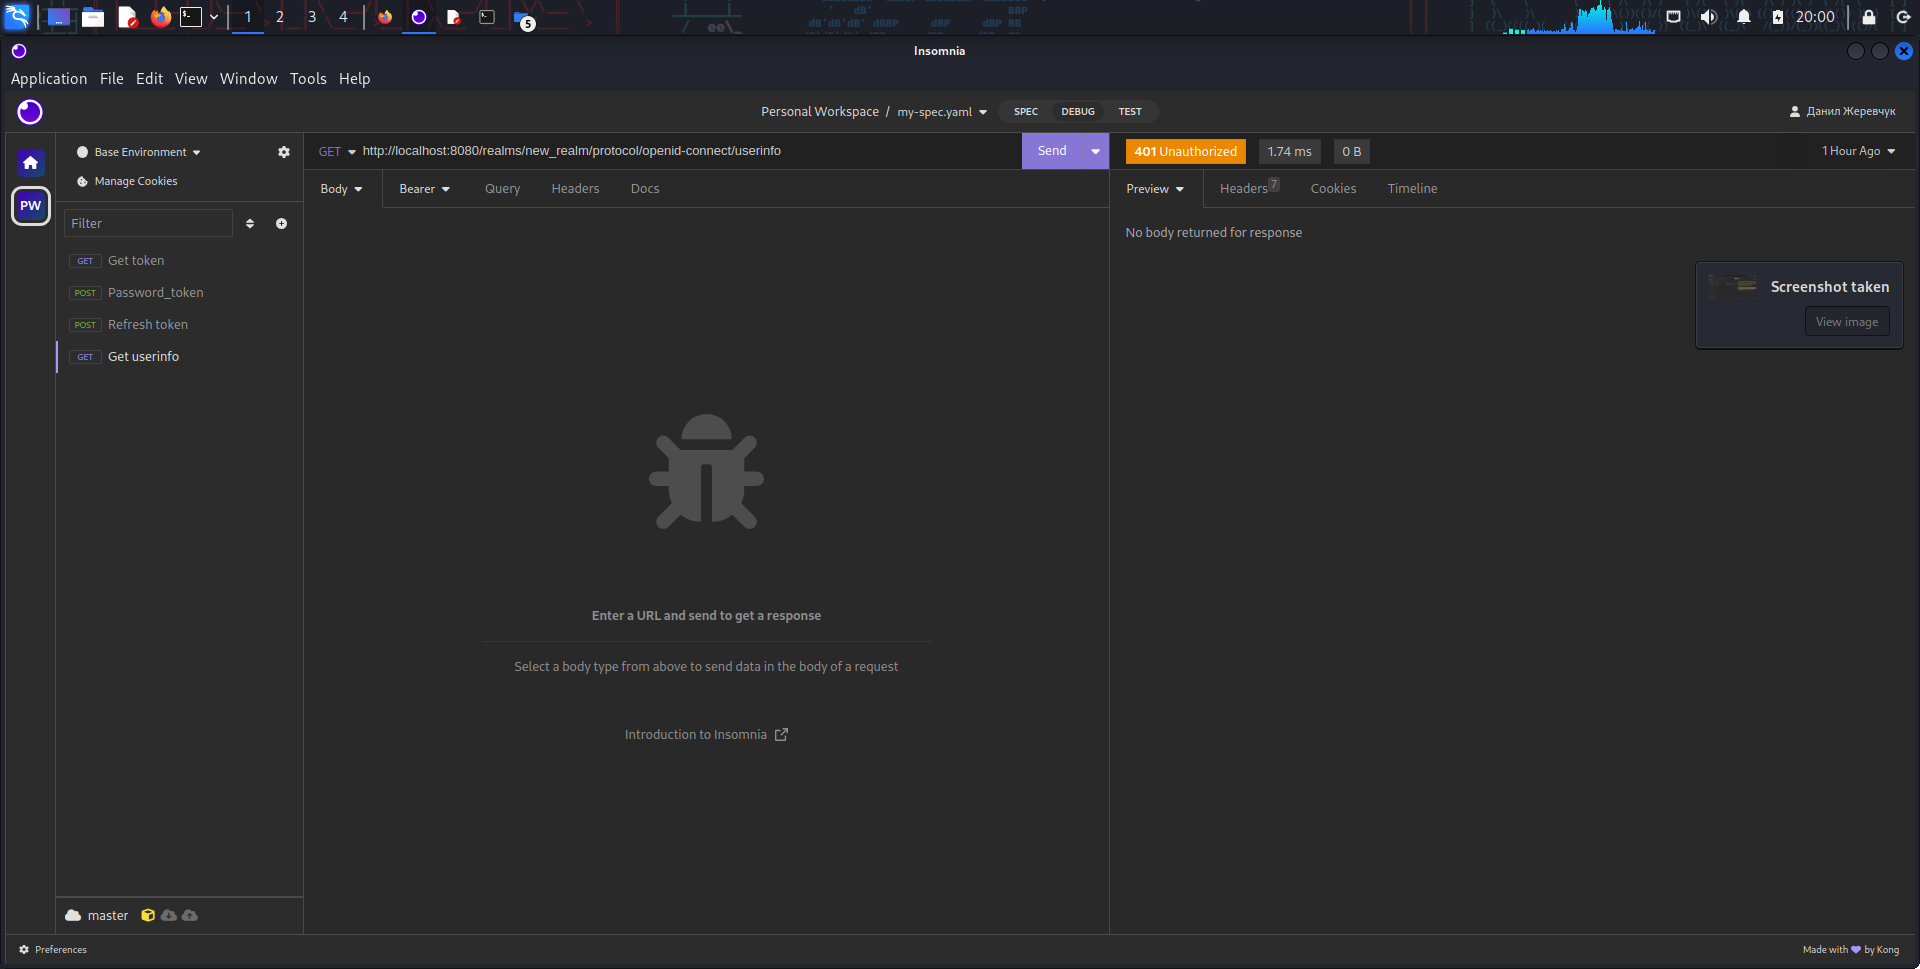 1 2 3 4 5 20:00
Insomnia
Application File Edit View Window Tools Help
Personal Workspace / my-spec.yaml SPEC DEBUG TEST Данил Жеревчук
Base Environment
Manage Cookies
PW
Filter
GET Get token
POST Password_token
POST Refresh token
GET Get userinfo
master
GET http://localhost:8080/realms/new_realm/protocol/openid-connect/userinfo Send
Body Bearer Query Headers Docs
Enter a URL and send to get a response
Select a body type from above to send data in the body of a request
Introduction to Insomnia
401 Unauthorized 1.74 ms 0 B 1 Hour Ago
Preview Headers 7 Cookies Timeline
No body returned for response
Screenshot taken
View image
Preferences
Made with by Kong